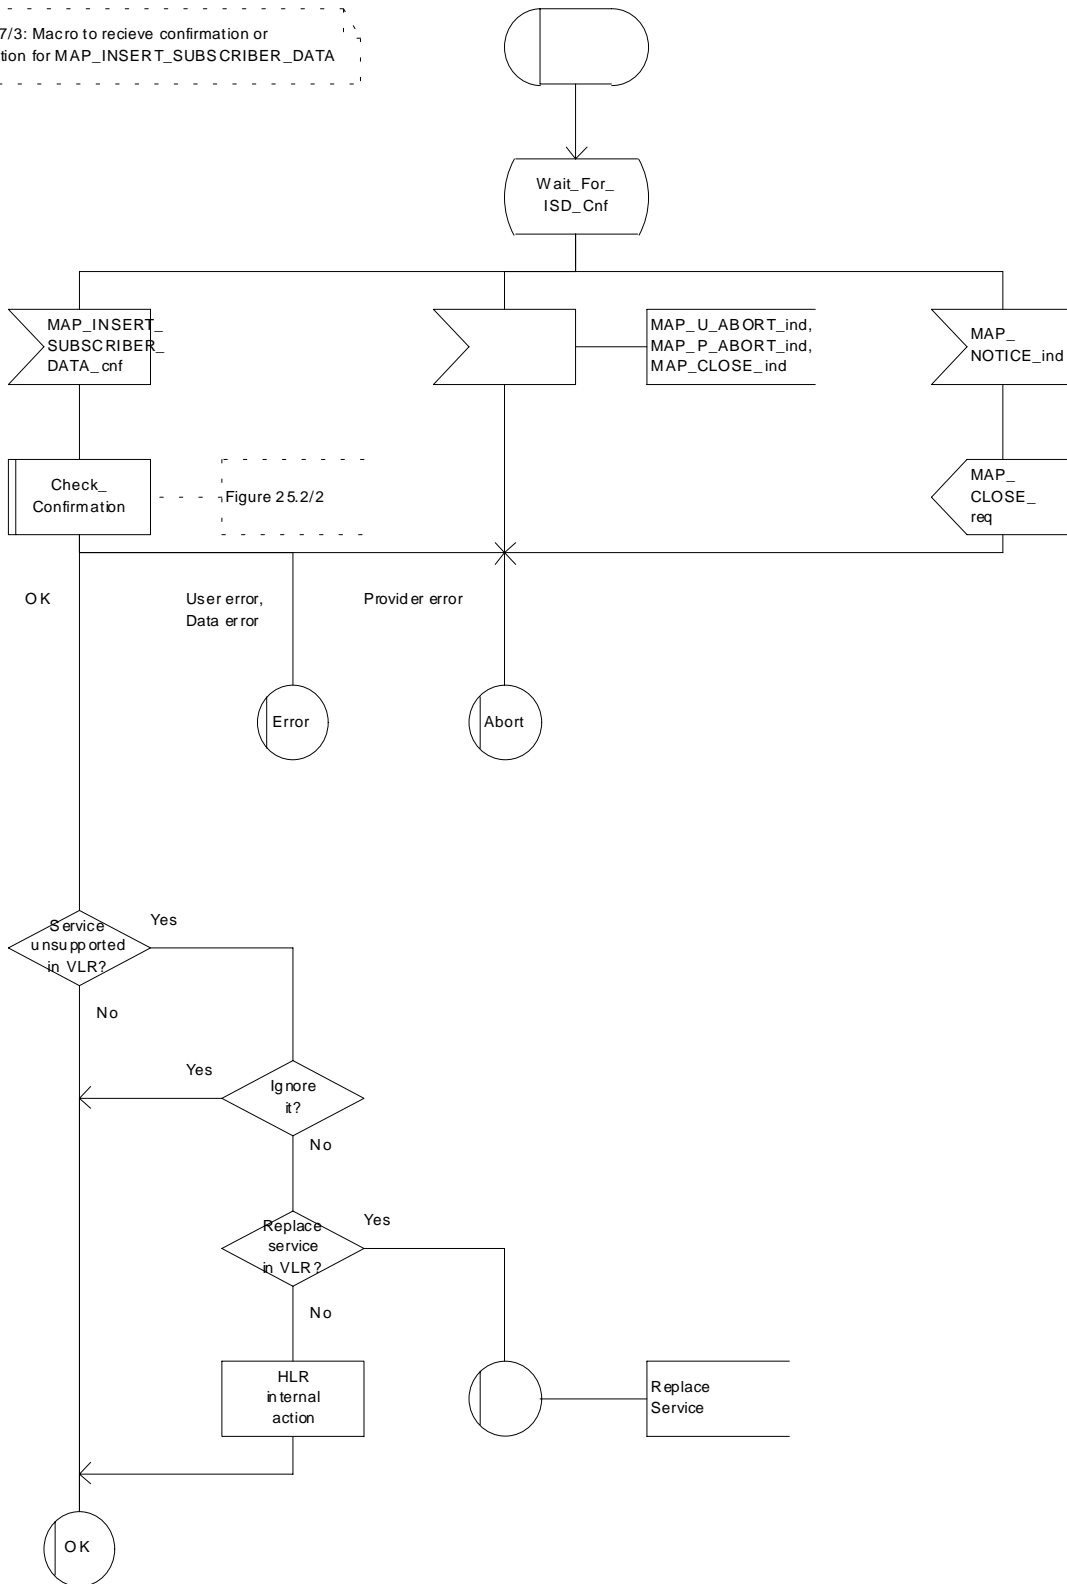 7/3: Macro to recieve confirmation or
tion for MAP_INSERT_SUBSCRIBER_DATA
Wait_For_
ISD_Cnf
MAP_INSERT_
SUBSCRIBER_
DATA_cnf
MAP_U_ABORT_ind,
MAP_P_ABORT_ind,
MAP_CLOSE_ind
MAP_
NOTICE_ind
Check_
Confirmation
Figure 25.2/2
MAP_
CLOSE_
req
OK
User error,
Data error
Provider error
Error
Abort
Service
unsupported
in VLR?
Yes
No
Yes
Ignore
it?
No
Replace
service
in VLR?
Yes
No
HLR
internal
action
Replace
Service
OK